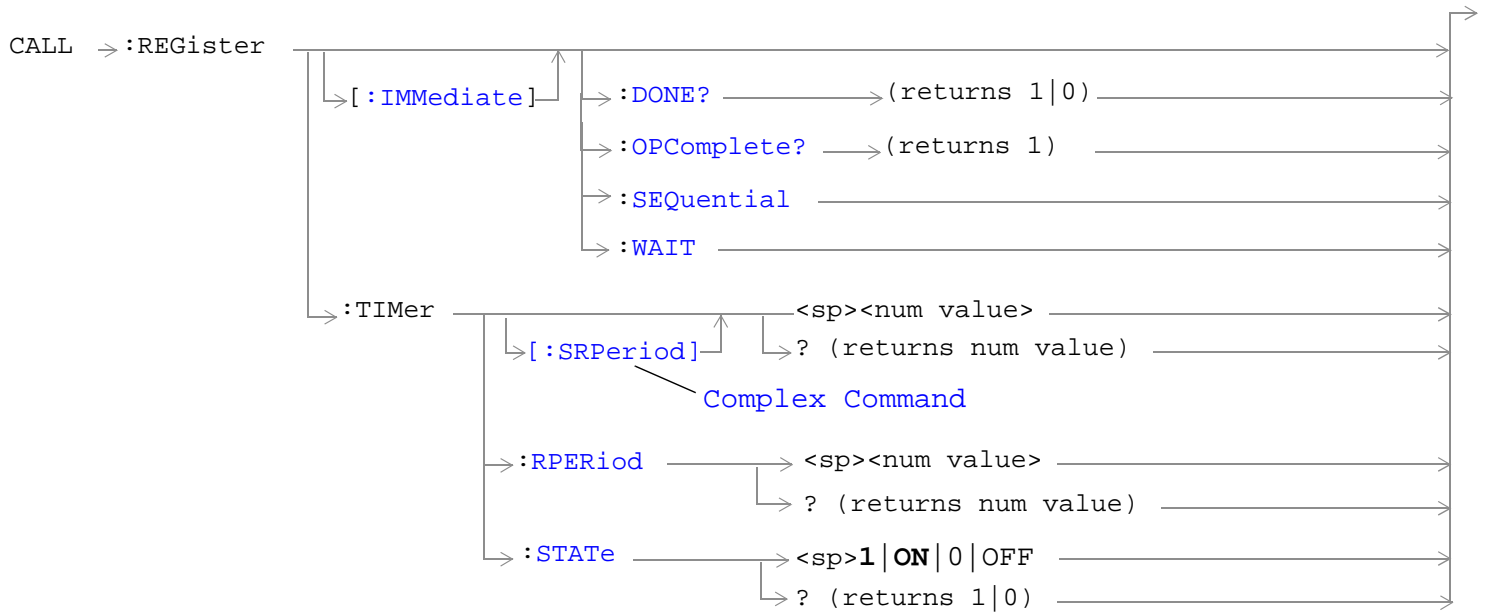 CALL :REGister
[:IMMediate] :DONE? (returns 1|0)
:OPComplete? (returns 1)
:SEQuential
:WAIT
:TIMer <sp><num value>
[:SRPeriod] ? (returns num value)
Complex Command
:RPERiod <sp><num value>
? (returns num value)
:STATe <sp>1|ON|0|OFF
? (returns 1|0)